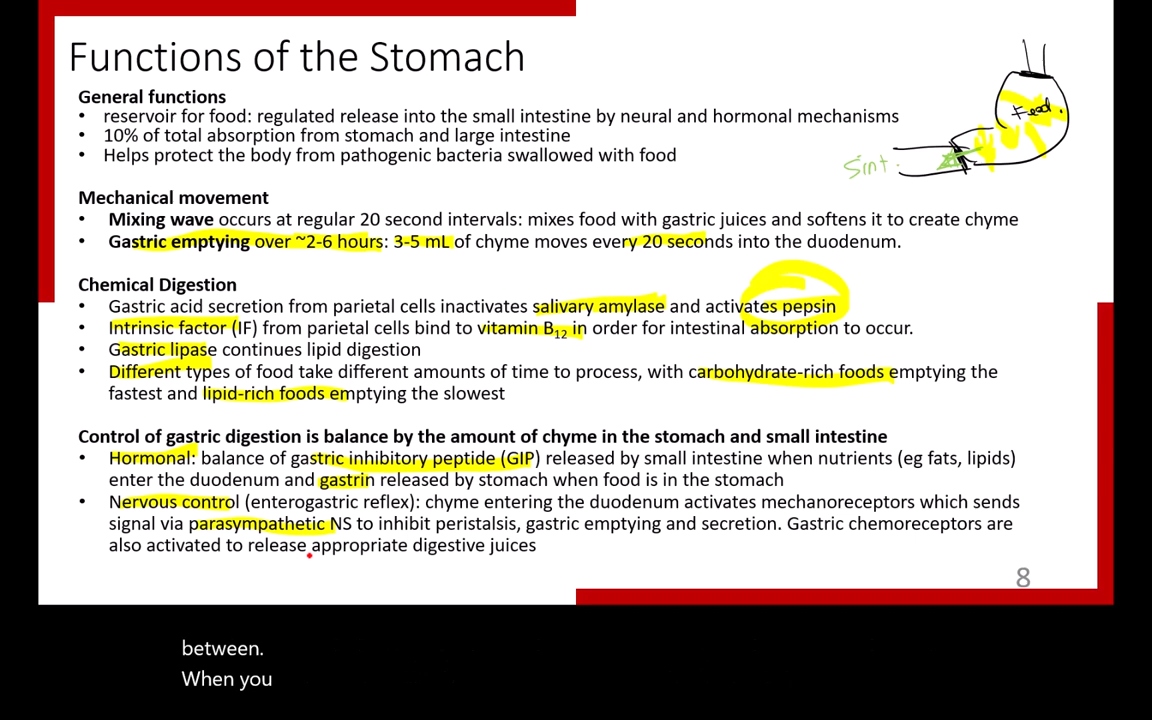 Functions of the Stomach
General functions
• reservoir for food: regulated release into the small intestine by neural and hormonal mechanisms
• 10% of total absorption from stomach and large intestine
• Helps protect the body from pathogenic bacteria swallowed with food
Food.
Sint.
Mechanical movement
• Mixing wave occurs at regular 20 second intervals: mixes food with gastric juices and softens it to create chyme
• Gastric emptying over ~2-6 hours: 3-5 mL of chyme moves every 20 seconds into the duodenum.
Chemical Digestion
• Gastric acid secretion from parietal cells inactivates salivary amylase and activates pepsin
• Intrinsic factor (IF) from parietal cells bind to vitamin B12 in order for intestinal absorption to occur.
• Gastric lipase continues lipid digestion
• Different types of food take different amounts of time to process, with carbohydrate-rich foods emptying the
fastest and lipid-rich foods emptying the slowest
Control of gastric digestion is balance by the amount of chyme in the stomach and small intestine
• Hormonal: balance of gastric inhibitory peptide (GIP) released by small intestine when nutrients (eg fats, lipids)
enter the duodenum and gastrin released by stomach when food is in the stomach
• Nervous control (enterogastric reflex): chyme entering the duodenum activates mechanoreceptors which sends
signal via parasympathetic NS to inhibit peristalsis, gastric emptying and secretion. Gastric chemoreceptors are
also activated to release appropriate digestive juices
8
between.
When you